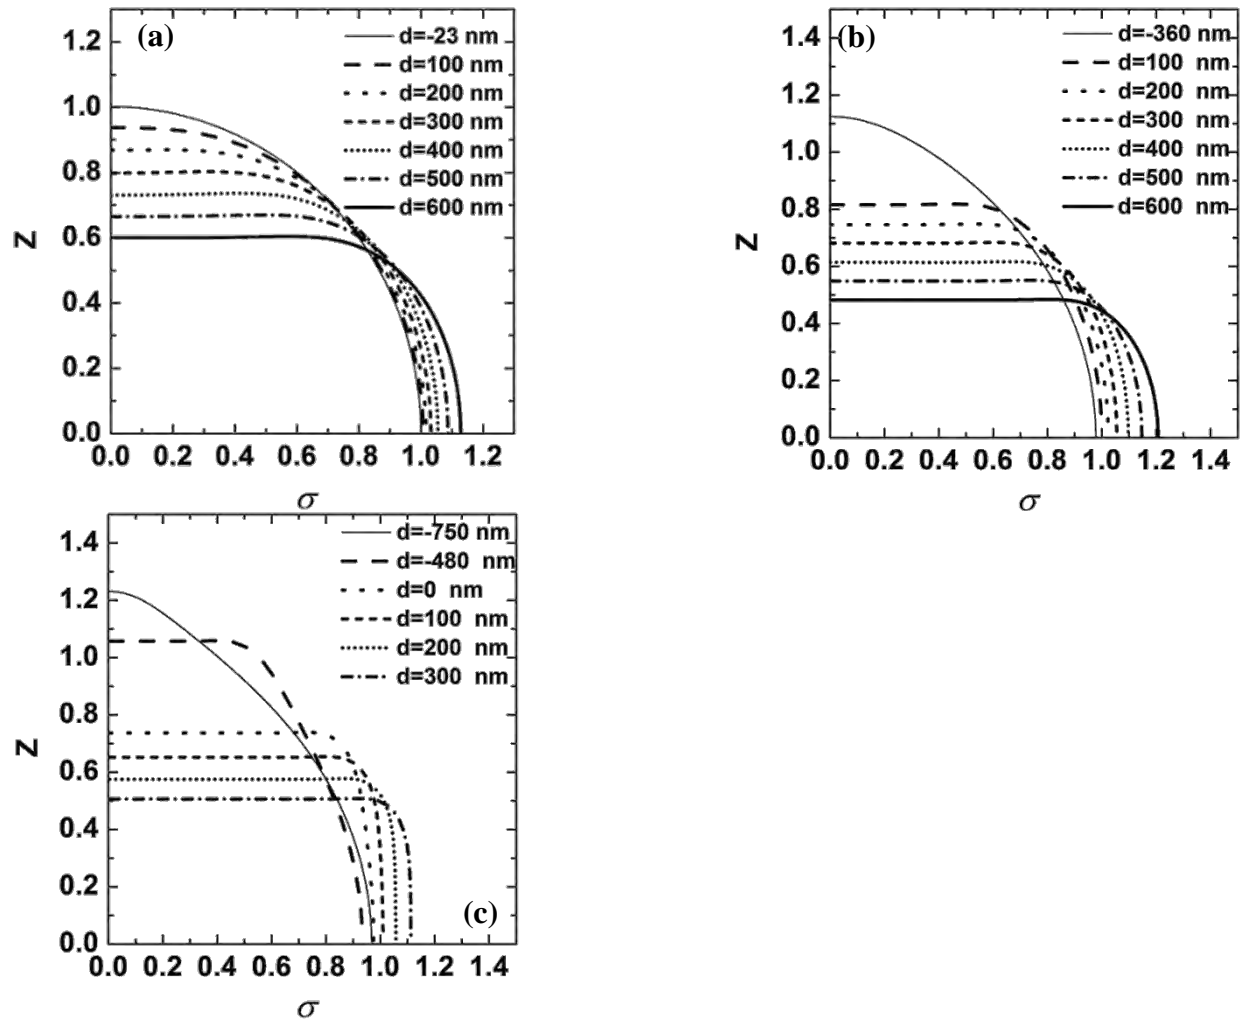 (a)
d=-23 nm
d=100 nm
d=200 nm
d=300 nm
d=400 nm
d=500 nm
d=600 nm
1.2
1.0
0.8
0.6
0.4
0.2
0.0
Z
0.0 0.2 0.4 0.6 0.8 1.0 1.2
σ
(b)
d=-360 nm
d=100 nm
d=200 nm
d=300 nm
d=400 nm
d=500 nm
d=600 nm
1.4
1.2
1.0
0.8
0.6
0.4
0.2
0.0
Z
0.0 0.2 0.4 0.6 0.8 1.0 1.2 1.4
σ
d=-750 nm
d=-480 nm
d=0 nm
d=100 nm
d=200 nm
d=300 nm
1.4
1.2
1.0
0.8
0.6
0.4
0.2
0.0
Z
(c)
0.0 0.2 0.4 0.6 0.8 1.0 1.2 1.4
σ